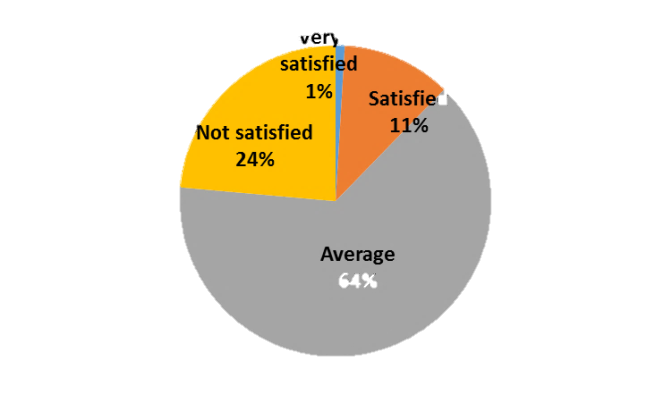 very
satisfied
1%
Satisfie
11%
Not satisfied
24%
Average
64%